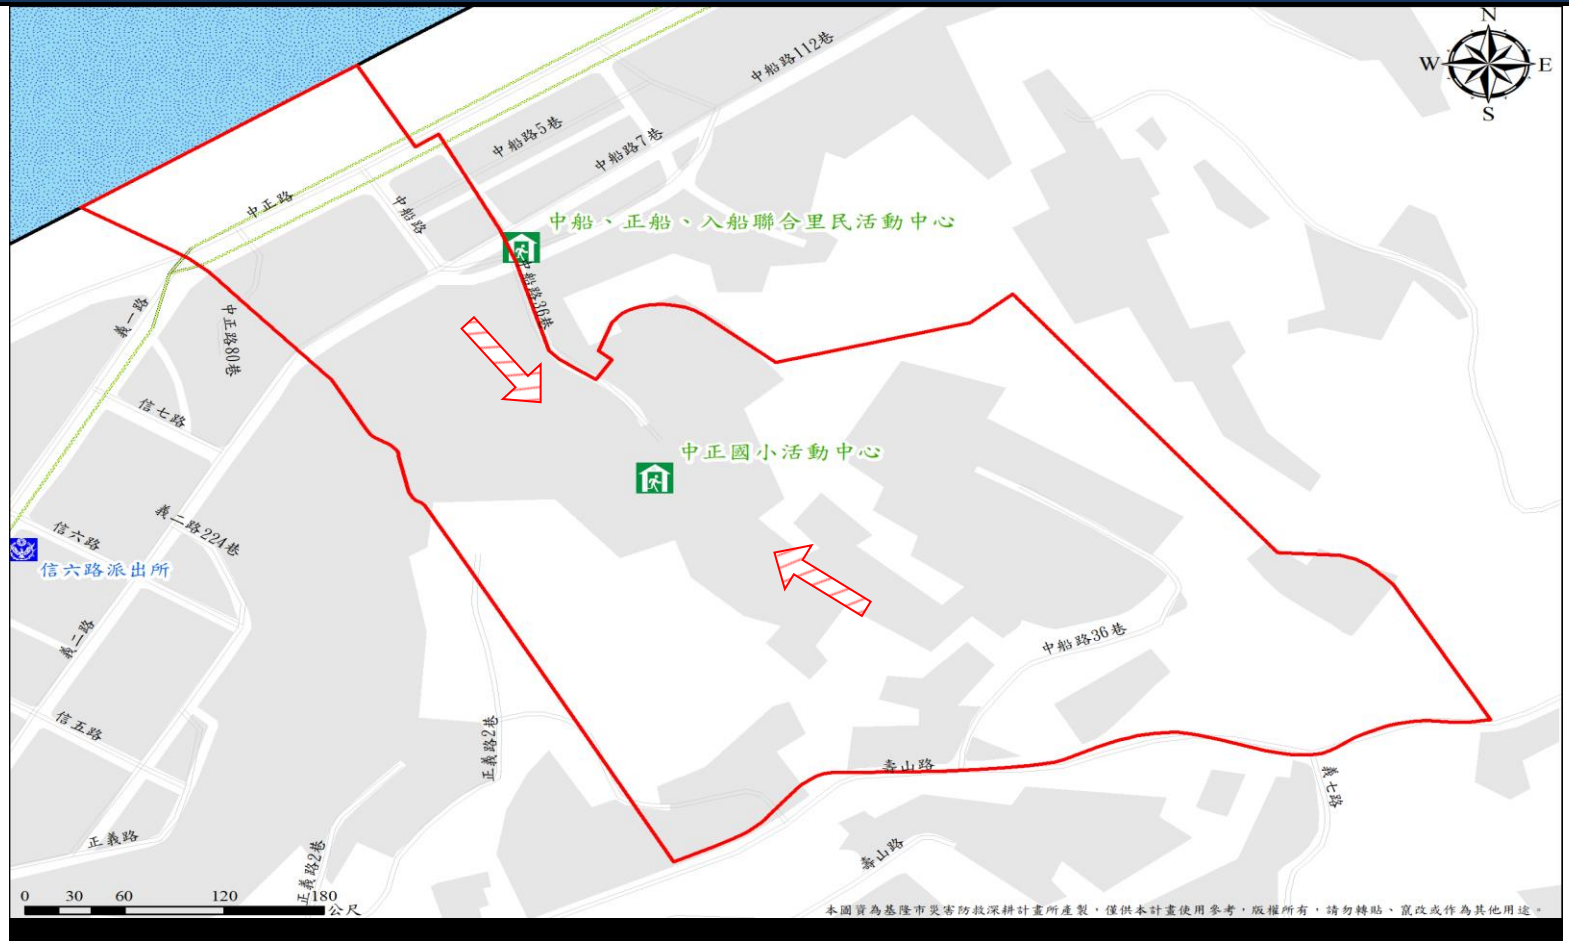 N
W
E
S
中船路112巷
中船路5巷
中船路7巷
中正路
中船路
中船、正船、入船聯合里民活動中心
中船路36巷
義一路
中正路80巷
信七路
中正國小活動中心
義二路224巷
信六路
信六路派出所
義二路
中船路36巷
信五路
正義路2巷
壽山路
義七路
正義路
正義路2巷
壽山路
0 30 60 120 180
公尺
本圖資為基隆市災害防救深耕計畫所產製，僅供本計畫使用參考，版權所有，請勿轉貼、竄改或作為其他用途。